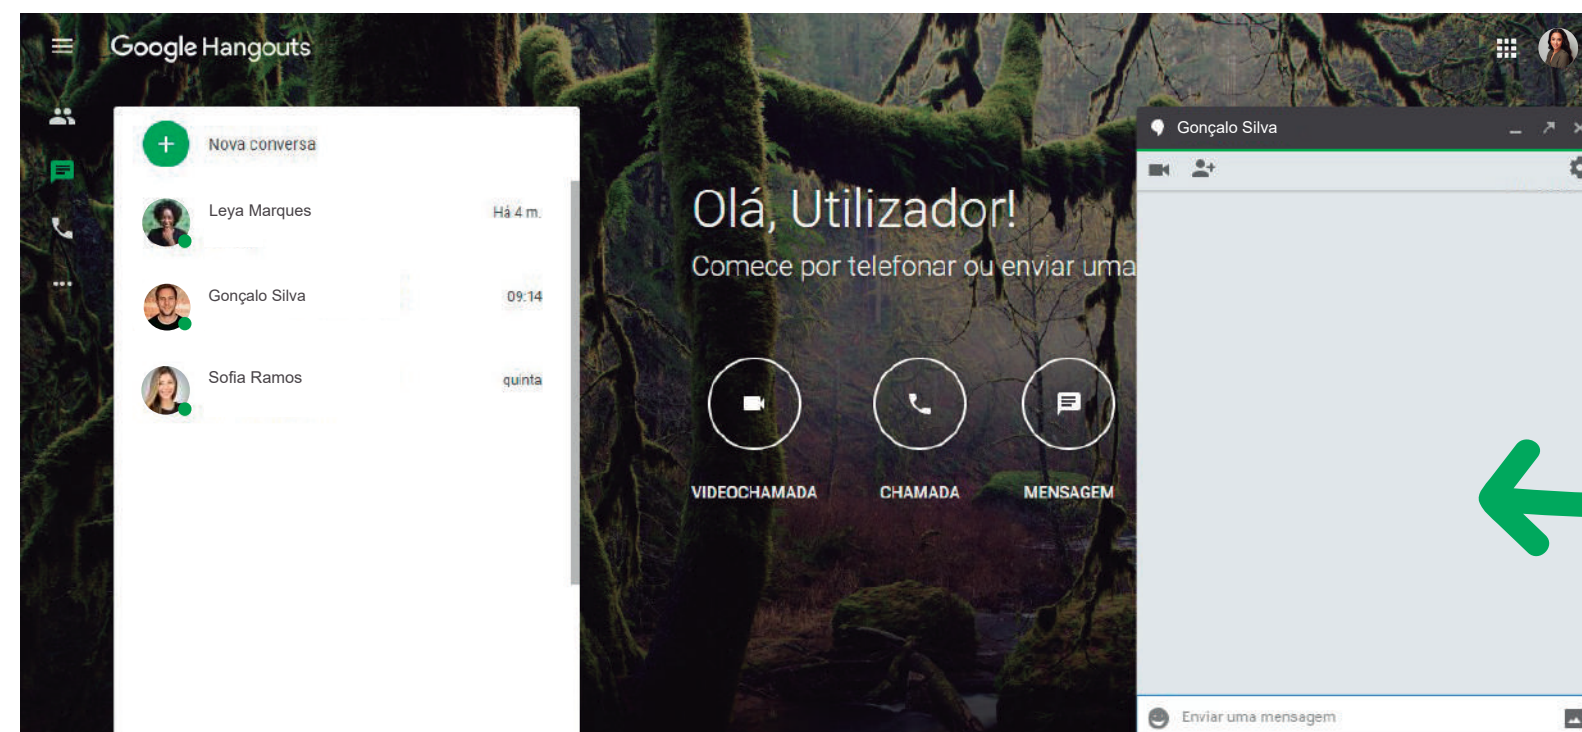 Google Hangouts
Nova conversa
Leya Marques
Há 4 m.
Gonçalo Silva
09:14
Sofia Ramos
quinta
Olá, Utilizador!
Comece por telefonar ou enviar uma
VIDEOCHAMADA
CHAMADA
MENSAGEM
Gonçalo Silva
Enviar uma mensagem